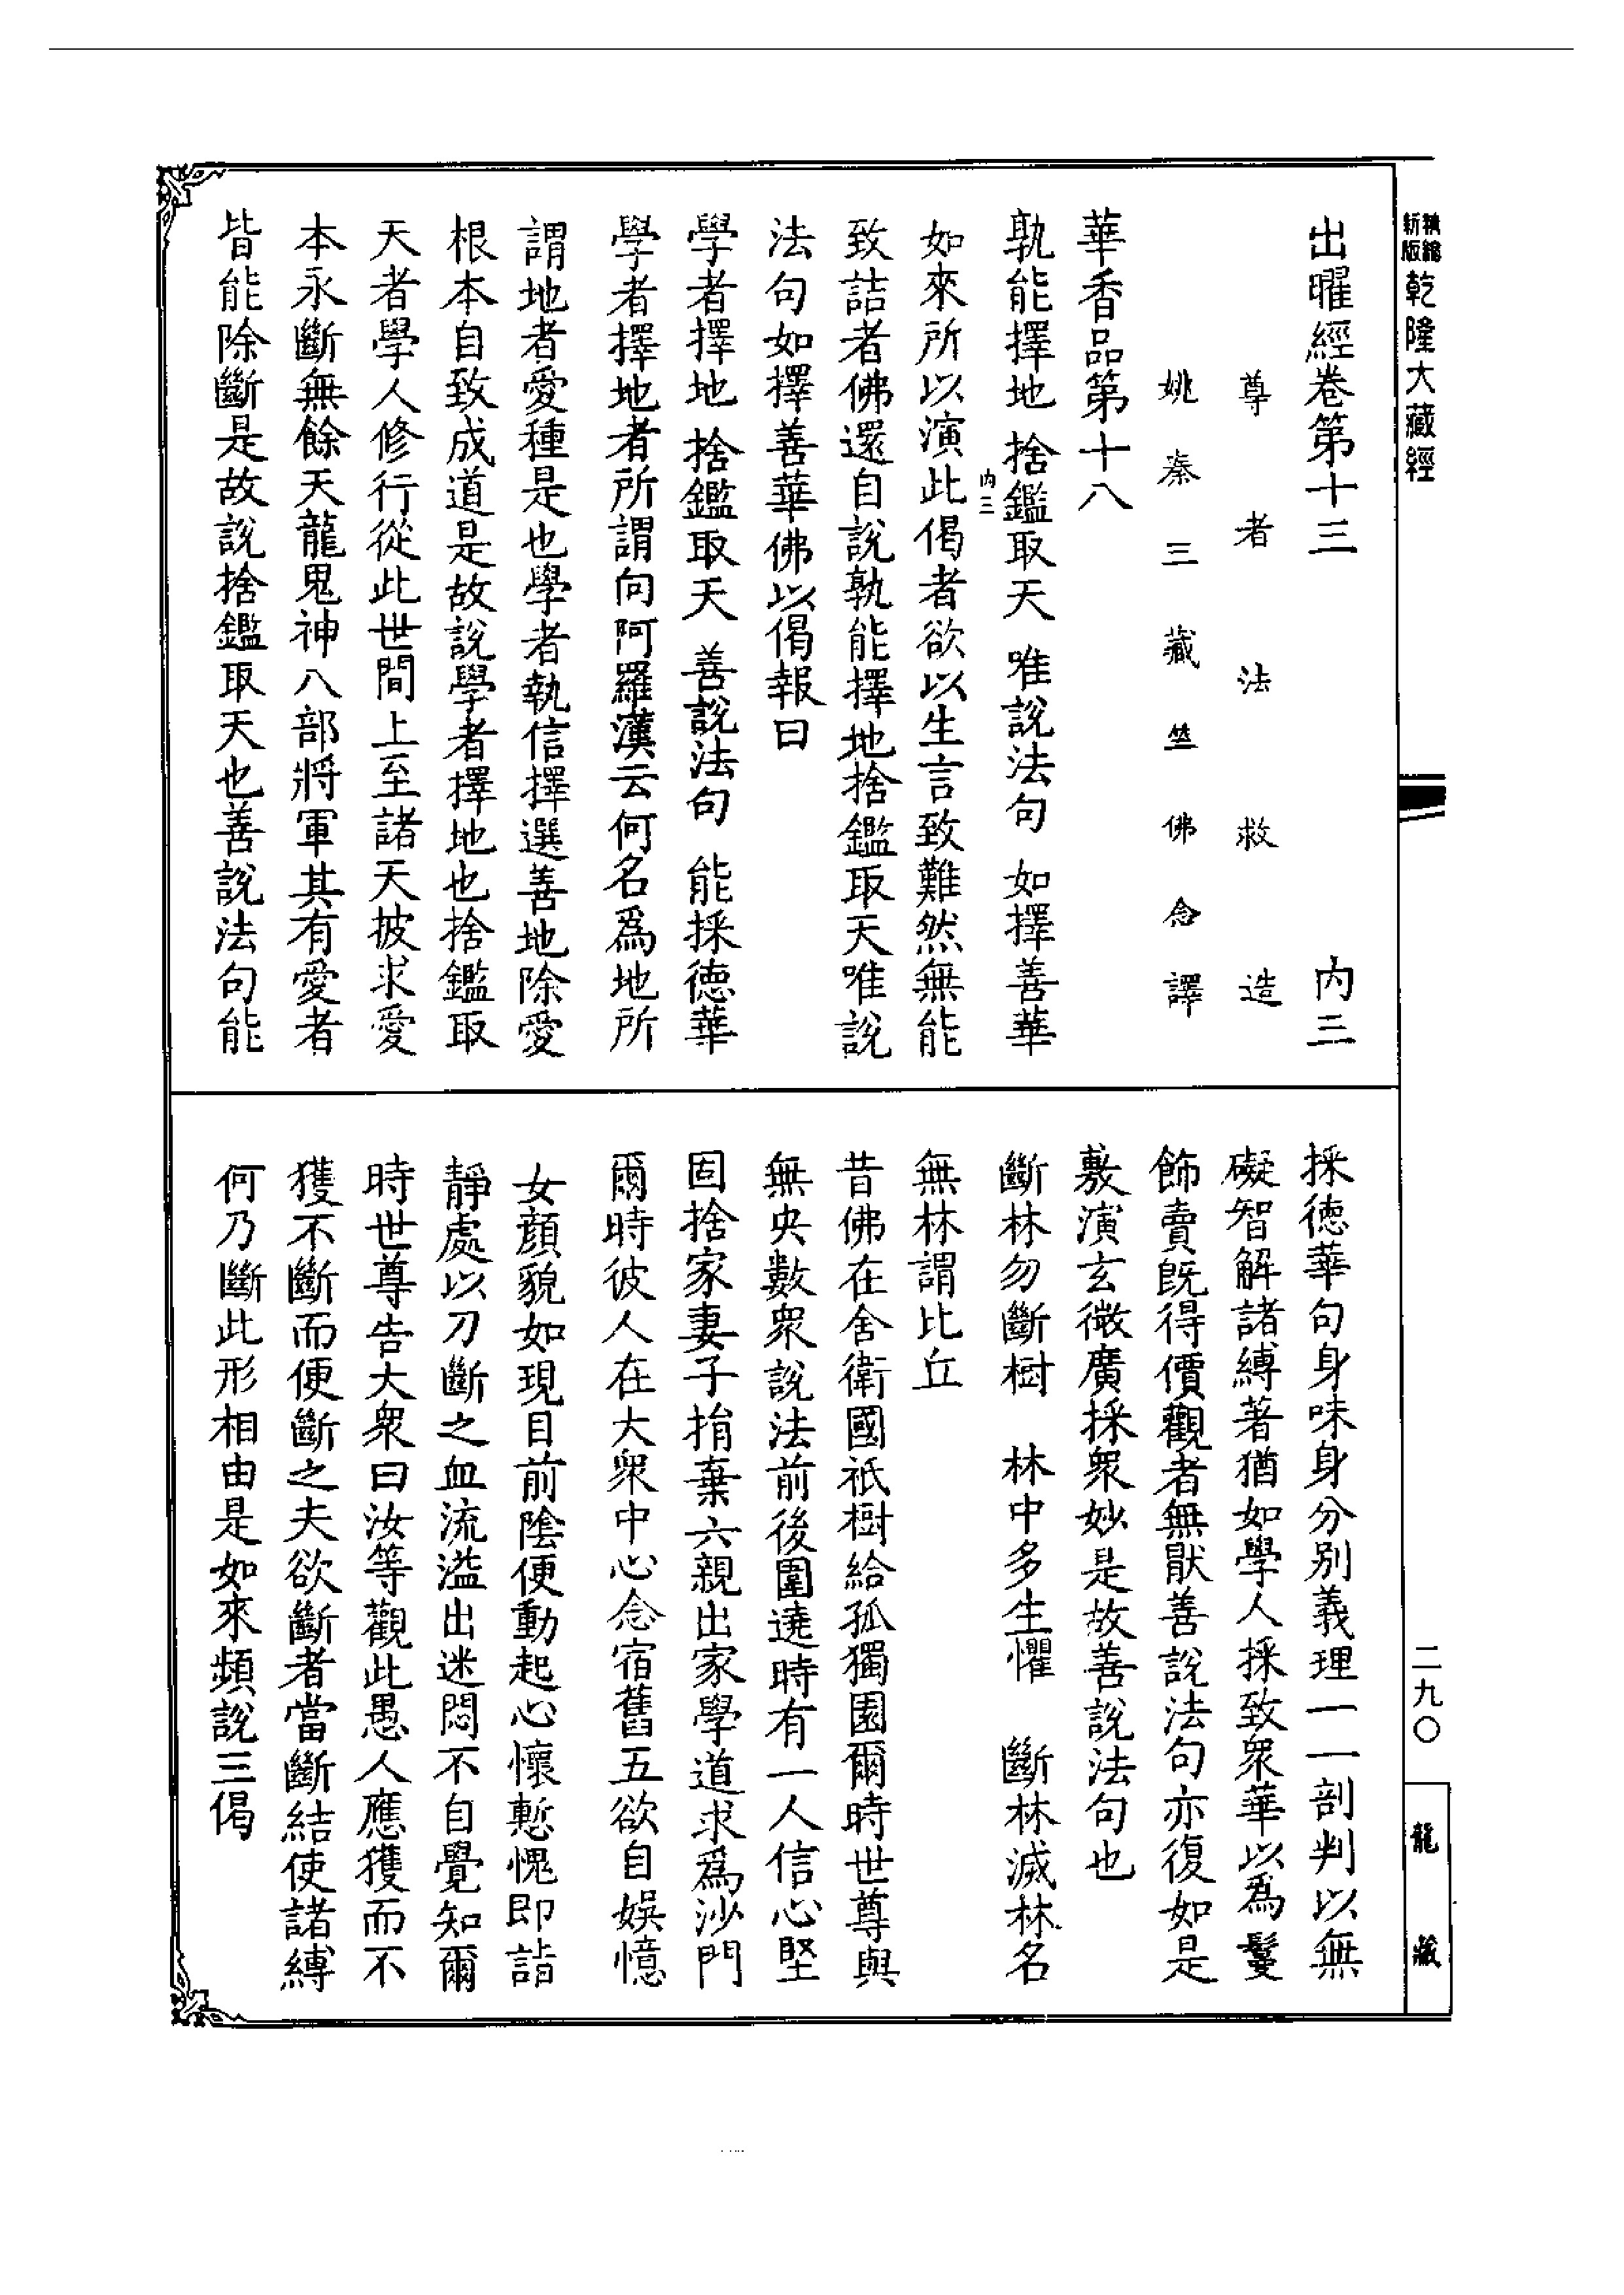 精縮新版乾隆大藏經
出曜經卷第十三 内三
尊者法救造
姚秦三藏竺佛念譯
華香品第十八
孰能擇地 捨鑑取天 唯說法句 如擇善華
内三
如來所以演此偈者欲以生言致難然無能
致詰者佛還自說孰能擇地捨鑑取天唯說
法句如擇善華佛以偈報曰
學者擇地 捨鑑取天 善說法句 能採德華
學者擇地者所謂向阿羅漢云何名爲地所
謂地者愛種是也學者執信擇選善地除愛
根本自致成道是故說學者擇地也捨鑑取
天者學人修行從此世間上至諸天披求愛
本永斷無餘天龍鬼神八部將軍其有愛者
皆能除斷是故說捨鑑取天也善說法句能
採德華句身味身分別義理一一剖判以無
礙智解諸縛著猶如學人採致衆華以爲鬘
飾賣旣得價觀者無猒善說法句亦復如是
敷演玄微廣採衆妙是故善說法句也
斷林勿斷樹 林中多生懼 斷林滅林名
無林謂比丘
昔佛在舍衛國祇樹給孤獨園爾時世尊與
無央數衆說法前後圍遶時有一人信心堅
固捨家妻子捐棄六親出家學道求爲沙門
爾時彼人在大衆中心念宿舊五欲自娛憶
女顔貌如現目前陰便動起心懷慙愧即詣
靜處以刀斷之血流溢出迷悶不自覺知爾
時世尊告大衆曰汝等觀此愚人應獲而不
獲不斷而便斷之夫欲斷者當斷結使諸縛
何乃斷此形相由是如來頻說三偈
二九〇
龍藏